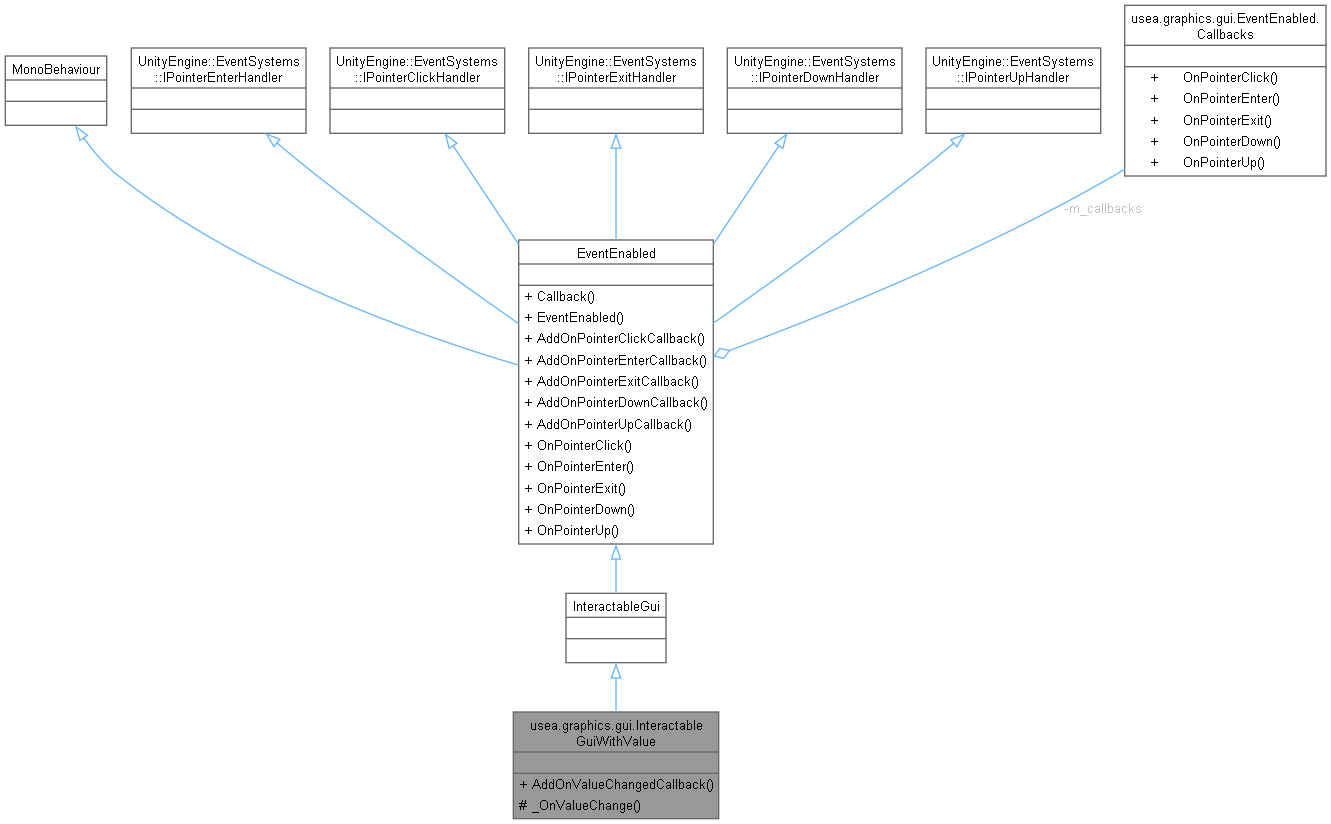 MonoBehaviour
UnityEngine::EventSystems
::IPointerEnterHandler
UnityEngine::EventSystems
::IPointerClickHandler
UnityEngine::EventSystems
::IPointerExitHandler
UnityEngine::EventSystems
::IPointerDownHandler
UnityEngine::EventSystems
::IPointerUpHandler
usea.graphics.gui.EventEnabled.
Callbacks
+ OnPointerClick()
+ OnPointerEnter()
+ OnPointerExit()
+ OnPointerDown()
+ OnPointerUp()
-m_callbacks
EventEnabled
+ Callback()
+ EventEnabled()
+ AddOnPointerClickCallback()
+ AddOnPointerEnterCallback()
+ AddOnPointerExitCallback()
+ AddOnPointerDownCallback()
+ AddOnPointerUpCallback()
+ OnPointerClick()
+ OnPointerEnter()
+ OnPointerExit()
+ OnPointerDown()
+ OnPointerUp()
InteractableGui
usea.graphics.gui.Interactable
GuiWithValue
+ AddOnValueChangedCallback()
# _OnValueChange()